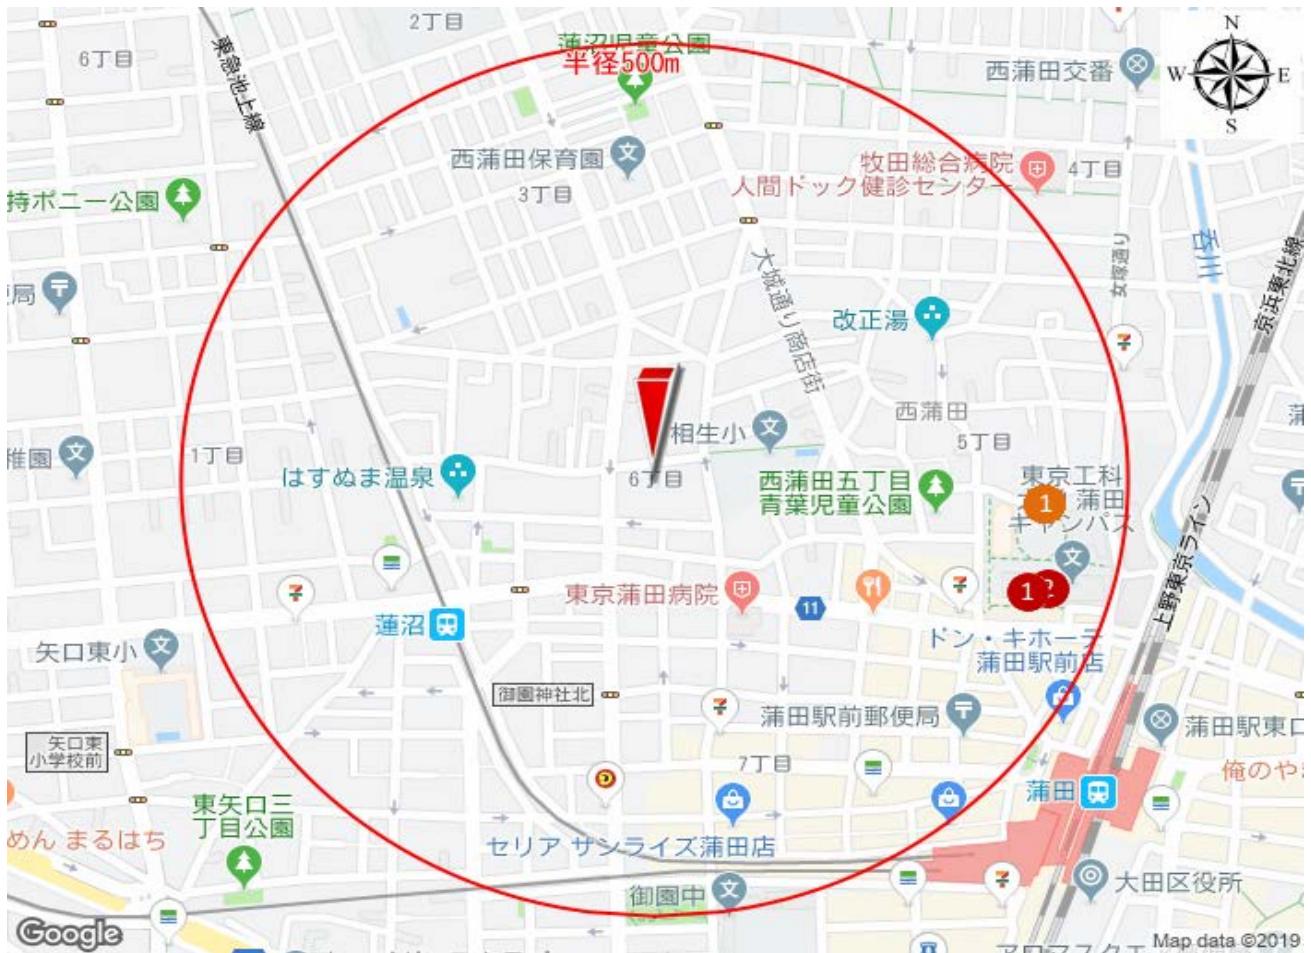 2丁目
蓮沼児童公園
半径500m
6丁目
東急池上線
西蒲田交番
N
W
E
S
西蒲田保育園
3丁目
牧田総合病院
人間ドック健診センター
4丁目
持ポニー公園
女塚通り
呑川
京浜東北線
局
大城通り商店街
改正湯
西蒲田
5丁目
相生小
稚園
1丁目
はすぬま温泉
6丁目
西蒲田五丁目
青葉児童公園
東京工科
蒲田
キャンパス
1
上野東京ライン
1
2
東京蒲田病院
11
蓮沼
矢口東小
ドン・キホーテ
蒲田駅前店
御園神社北
蒲田駅前郵便局
蒲田駅東口
矢口東
小学校前
7丁目
俺のや
蒲田
東矢口三
丁目公園
めん まるはち
セリア サンライズ蒲田店
御園中
大田区役所
Google
Map data ©2019